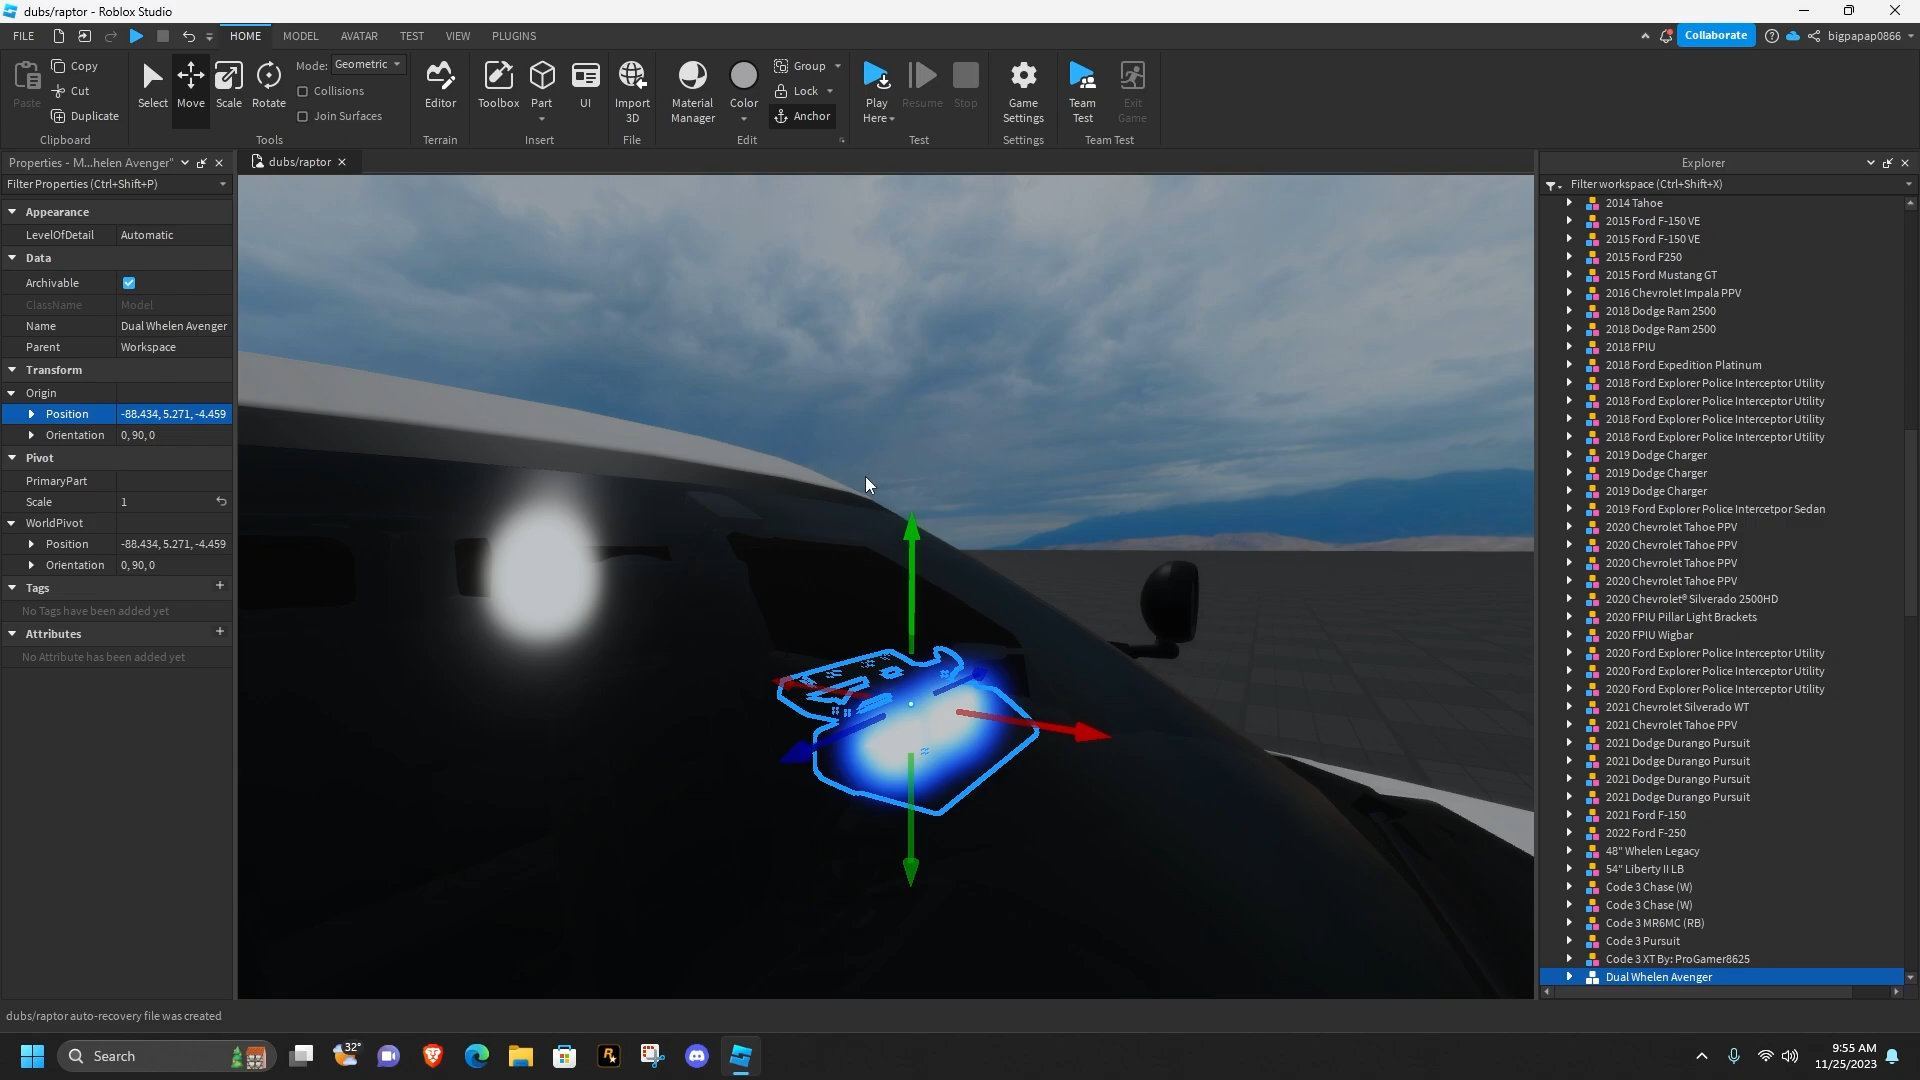 dubs/raptor - Roblox Studio
FILE
HOME
MODEL
AVATAR
TEST
VIEW
PLUGINS
Collaborate
bigpapap0866
Paste
Copy
Cut
Duplicate
Clipboard
Select
Move
Scale
Rotate
Mode: Geometric
Collisions
Join Surfaces
Tools
Editor
Terrain
Toolbox
Part
UI
Insert
Import 3D
File
Material Manager
Color
Group
Lock
Anchor
Edit
Play Here
Resume
Stop
Test
Game Settings
Settings
Team Test
Exit Game
Team Test
Properties - M...helen Avenger"
Filter Properties (Ctrl+Shift+P)
Appearance
LevelOfDetail Automatic
Data
Archivable
ClassName Model
Name Dual Whelen Avenger
Parent Workspace
Transform
Origin
Position -88.434, 5.271, -4.459
Orientation 0, 90, 0
Pivot
PrimaryPart
Scale 1
WorldPivot
Position -88.434, 5.271, -4.459
Orientation 0, 90, 0
Tags
No Tags have been added yet
Attributes
No Attribute has been added yet
dubs/raptor
Explorer
Filter workspace (Ctrl+Shift+X)
2014 Tahoe
2015 Ford F-150 VE
2015 Ford F-150 VE
2015 Ford F250
2015 Ford Mustang GT
2016 Chevrolet Impala PPV
2018 Dodge Ram 2500
2018 Dodge Ram 2500
2018 FPIU
2018 Ford Expedition Platinum
2018 Ford Explorer Police Interceptor Utility
2018 Ford Explorer Police Interceptor Utility
2018 Ford Explorer Police Interceptor Utility
2018 Ford Explorer Police Interceptor Utility
2019 Dodge Charger
2019 Dodge Charger
2019 Dodge Charger
2019 Ford Explorer Police Intercetpor Sedan
2020 Chevrolet Tahoe PPV
2020 Chevrolet Tahoe PPV
2020 Chevrolet Tahoe PPV
2020 Chevrolet Tahoe PPV
2020 Chevrolet® Silverado 2500HD
2020 FPIU Pillar Light Brackets
2020 FPIU Wigbar
2020 Ford Explorer Police Interceptor Utility
2020 Ford Explorer Police Interceptor Utility
2020 Ford Explorer Police Interceptor Utility
2021 Chevrolet Silverado WT
2021 Chevrolet Tahoe PPV
2021 Dodge Durango Pursuit
2021 Dodge Durango Pursuit
2021 Dodge Durango Pursuit
2021 Dodge Durango Pursuit
2021 Ford F-150
2022 Ford F-250
48" Whelen Legacy
54" Liberty II LB
Code 3 Chase (W)
Code 3 Chase (W)
Code 3 MR6MC (RB)
Code 3 Pursuit
Code 3 XT By: ProGamer8625
Dual Whelen Avenger
dubs/raptor auto-recovery file was created
Search
32°
9:55 AM
11/25/2023